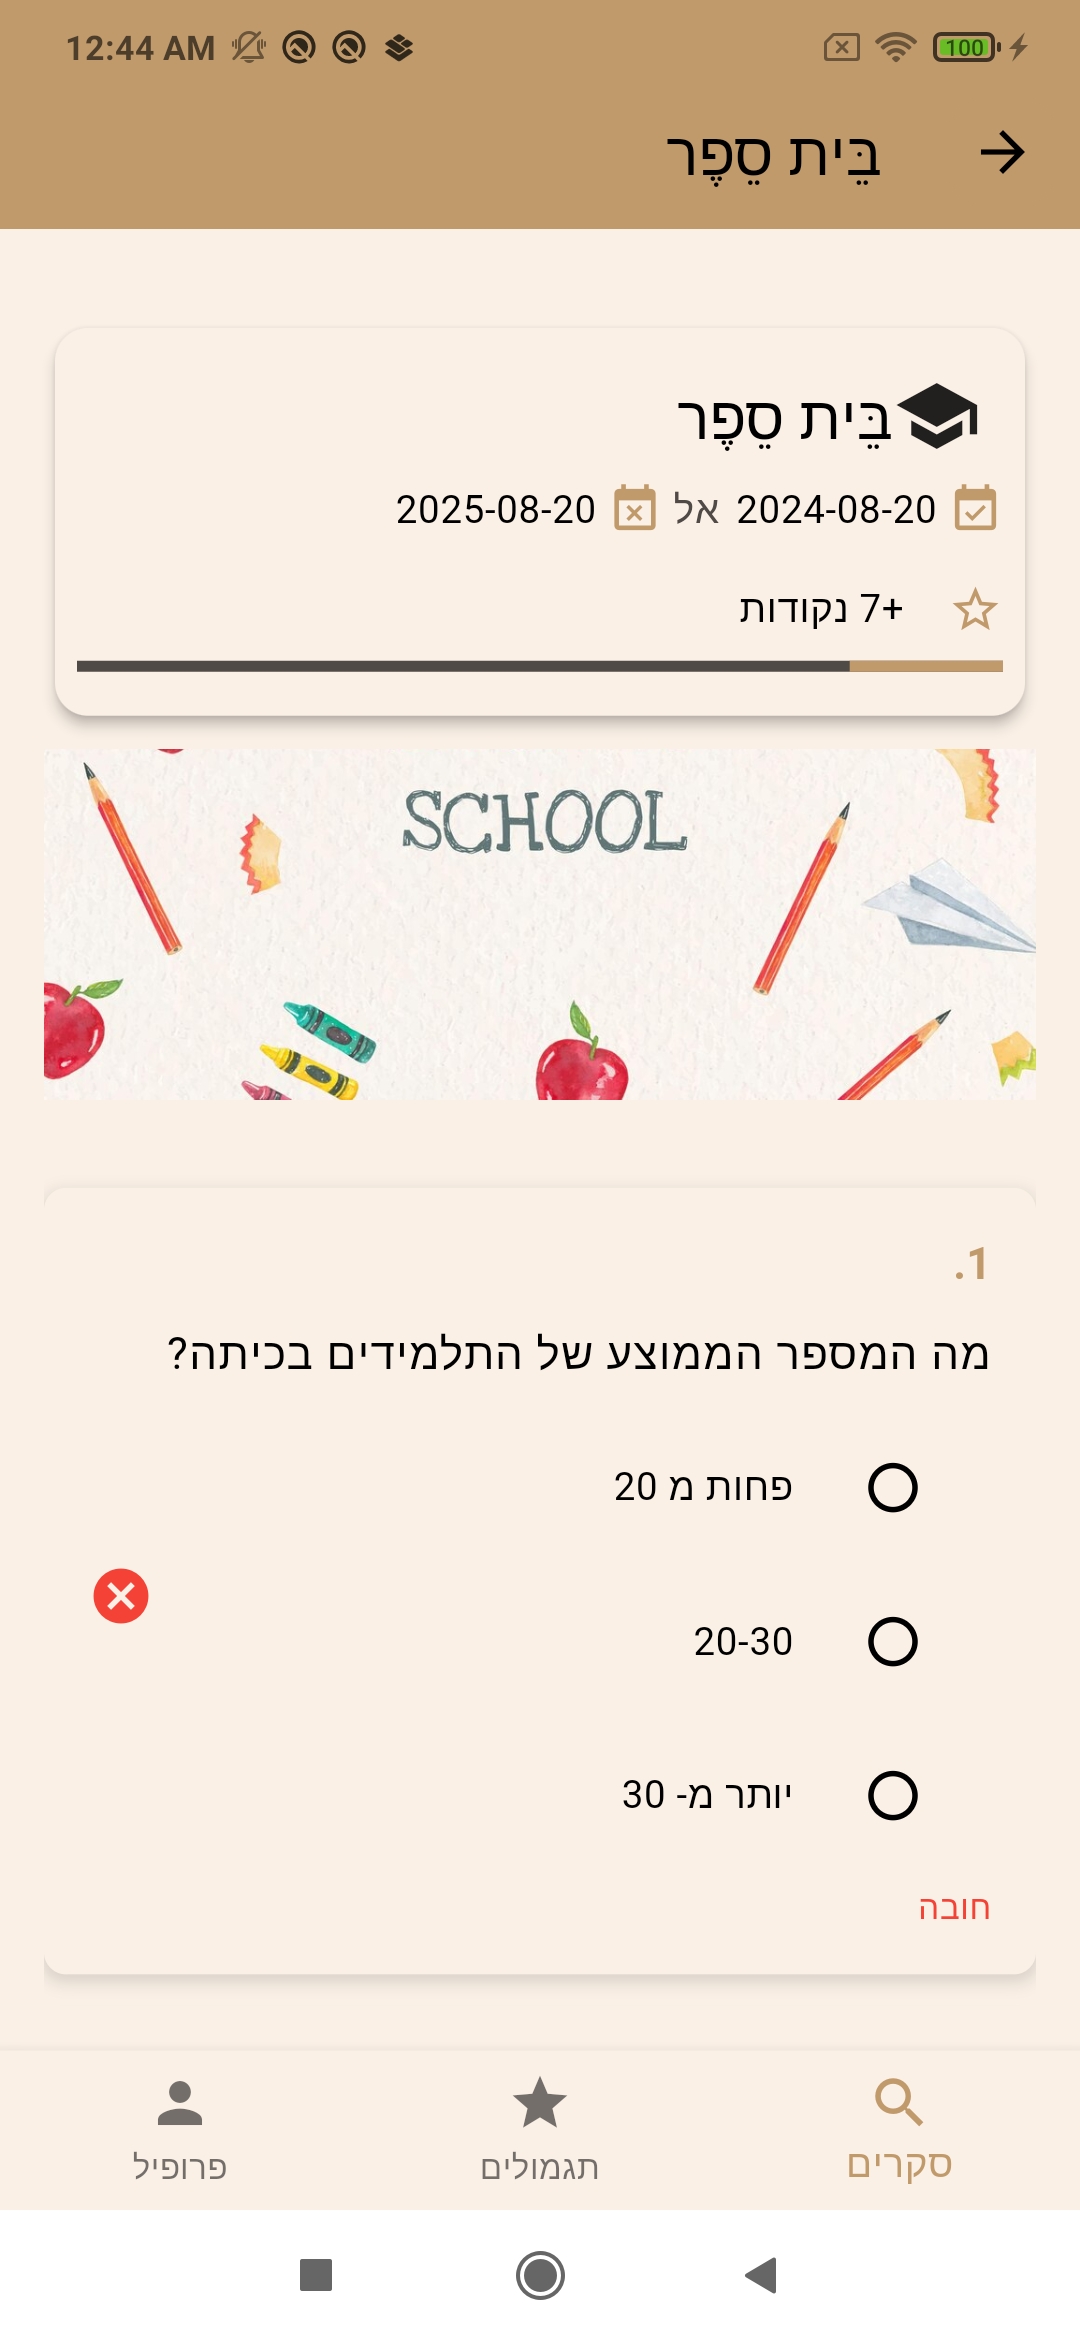 12:44 AM
100
בֵּית סֵפֶר
בֵּית סֵפֶר
2024-08-20 אל 2025-08-20
+7 נקודות
SCHOOL
1.
מה המספר הממוצע של התלמידים בכיתה?
פחות מ 20
20-30
יותר מ- 30
חובה
סקרים
תגמולים
פרופיל